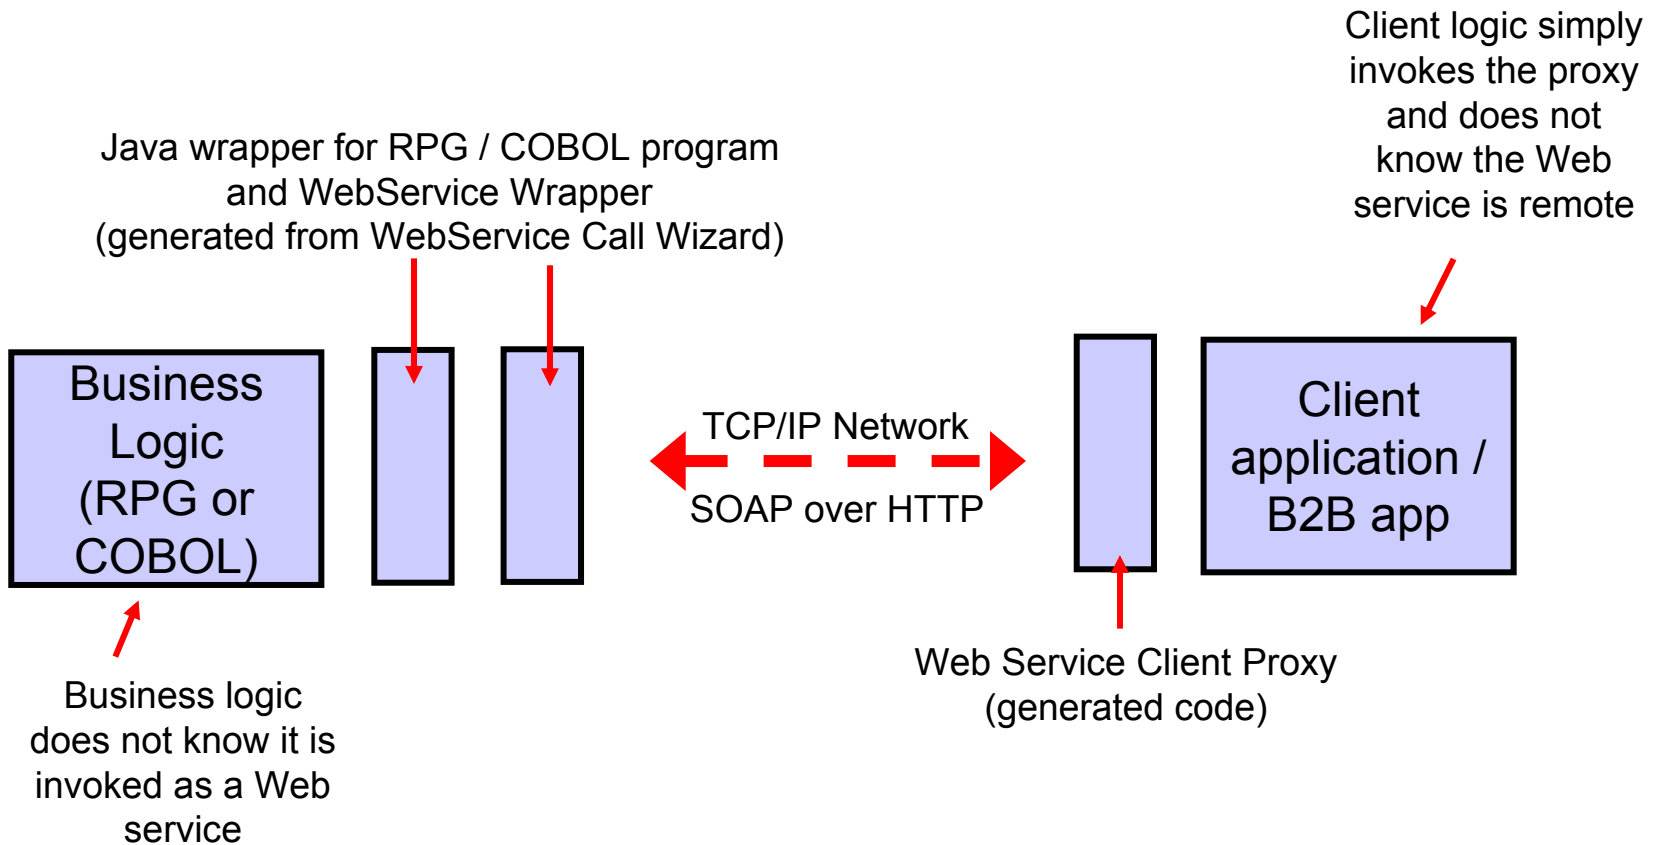 Client logic simply
invokes the proxy
and does not
know the Web
service is remote
Java wrapper for RPG / COBOL program
and WebService Wrapper
(generated from WebService Call Wizard)
Business
Logic
(RPG or
COBOL)
TCP/IP Network
SOAP over HTTP
Client
application /
B2B app
Business logic
does not know it is
invoked as a Web
service
Web Service Client Proxy
(generated code)